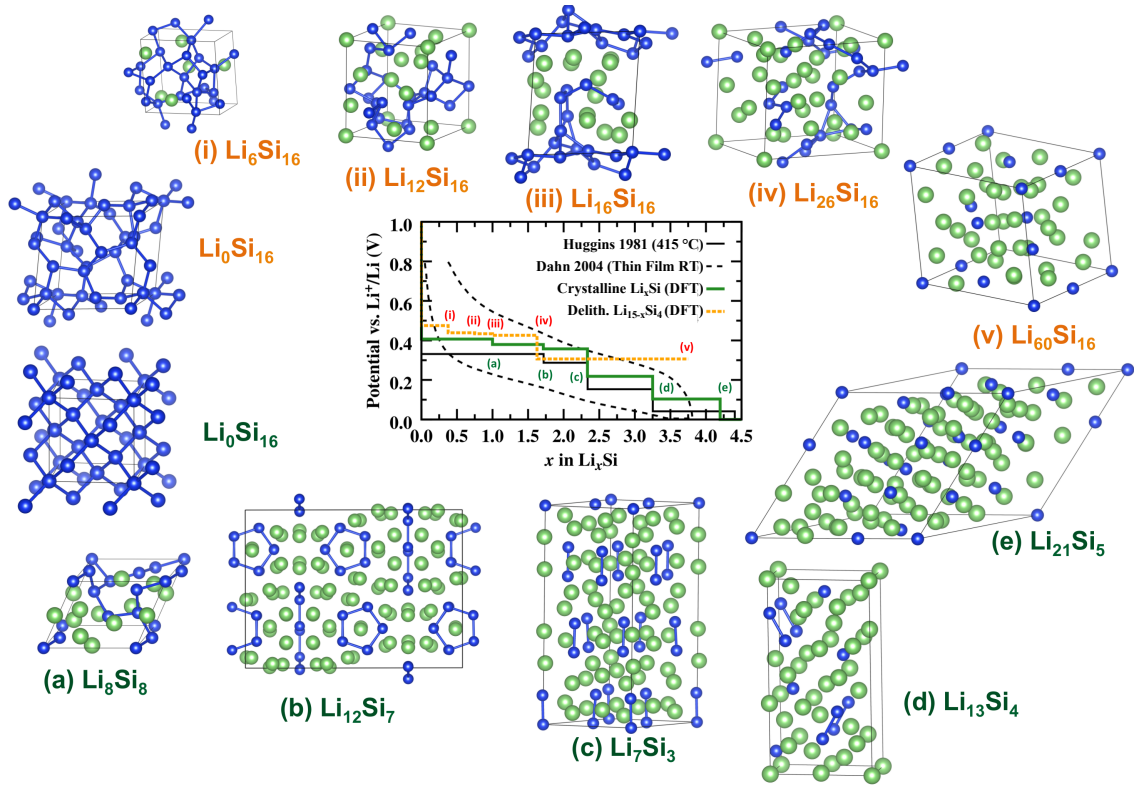 (i) Li6Si16
(ii) Li12Si16
(iii) Li16Si16
(iv) Li26Si16
(v) Li60Si16
Li0Si16
Li0Si16
Potential vs. Li+/Li (V)
1.0
0.8
0.6
0.4
0.2
0.0
Huggins 1981 (415 °C)
Dahn 2004 (Thin Film RT)
Crystalline LixSi (DFT)
Delith. Li15-xSi4 (DFT)
(i)
(ii)
(iii)
(iv)
(v)
(a)
(b)
(c)
(d)
(e)
0.0 0.5 1.0 1.5 2.0 2.5 3.0 3.5 4.0 4.5
x in LixSi
(a) Li8Si8
(b) Li12Si7
(c) Li7Si3
(d) Li13Si4
(e) Li21Si5